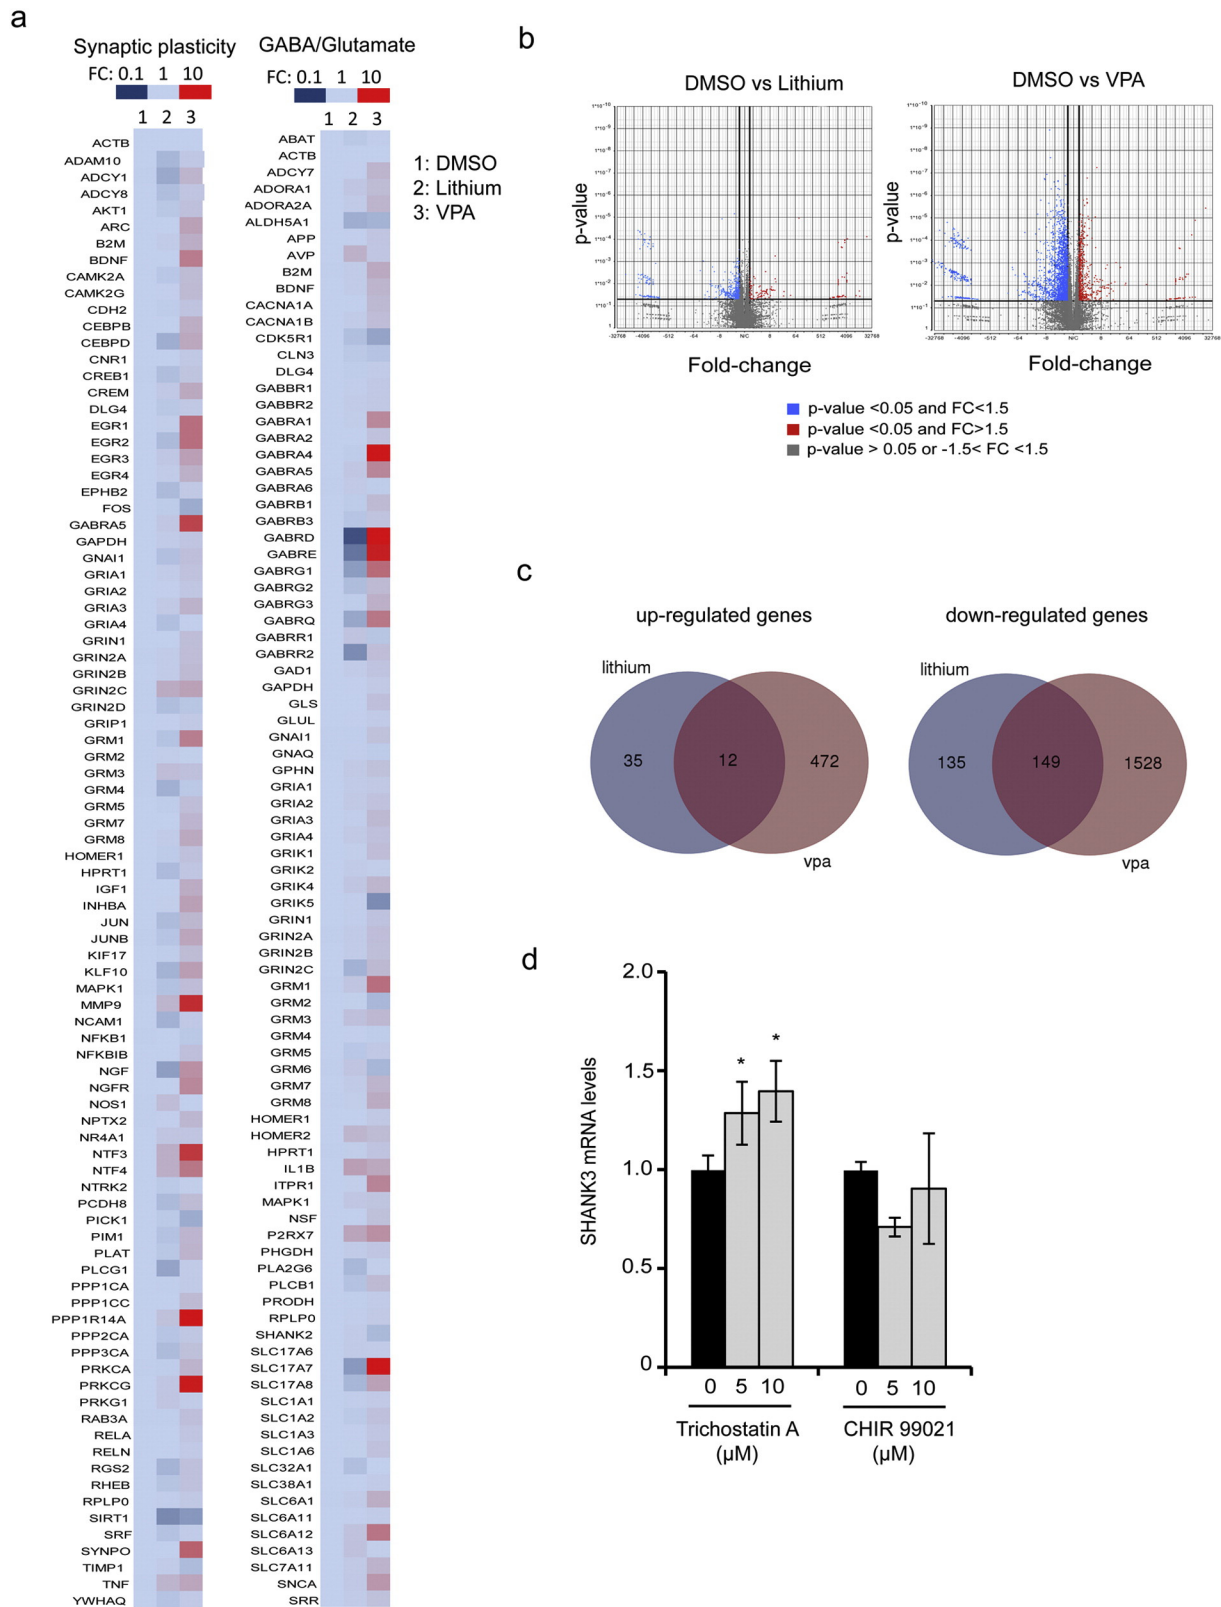 a
Synaptic plasticity
FC: 0.1 1 10
1 2 3
ACTB
ADAM10
ADCY1
ADCY8
AKT1
ARC
B2M
BDNF
CAMK2A
CAMK2G
CDH2
CEBPB
CEBPD
CNR1
CREB1
CREM
DLG4
EGR1
EGR2
EGR3
EGR4
EPHB2
FOS
GABRA5
GAPDH
GNAI1
GRIA1
GRIA2
GRIA3
GRIA4
GRIN1
GRIN2A
GRIN2B
GRIN2C
GRIN2D
GRIP1
GRM1
GRM2
GRM3
GRM4
GRM5
GRM7
GRM8
HOMER1
HPRT1
IGF1
INHBA
JUN
JUNB
KIF17
KLF10
MAPK1
MMP9
NCAM1
NFKB1
NFKBIB
NGF
NGFR
NOS1
NPTX2
NR4A1
NTF3
NTF4
NTRK2
PCDH8
PICK1
PIM1
PLAT
PLCG1
PPP1CA
PPP1CC
PPP1R14A
PPP2CA
PPP3CA
PRKCA
PRKCG
PRKG1
RAB3A
RELA
RELN
RGS2
RHEB
RPLP0
SIRT1
SRF
SYNPO
TIMP1
TNF
YWHAQ
GABA/Glutamate
FC: 0.1 1 10
1 2 3
ABAT
ACTB
ADCY7
ADORA1
ADORA2A
ALDH5A1
APP
AVP
B2M
BDNF
CACNA1A
CACNA1B
CDK5R1
CLN3
DLG4
GABBR1
GABBR2
GABRA1
GABRA2
GABRA4
GABRA5
GABRA6
GABRB1
GABRB3
GABRD
GABRE
GABRG1
GABRG2
GABRG3
GABRQ
GABRR1
GABRR2
GAD1
GAPDH
GLS
GLUL
GNAI1
GNAQ
GPHN
GRIA1
GRIA2
GRIA3
GRIA4
GRIK1
GRIK2
GRIK4
GRIK5
GRIN1
GRIN2A
GRIN2B
GRIN2C
GRM1
GRM2
GRM3
GRM4
GRM5
GRM6
GRM7
GRM8
HOMER1
HOMER2
HPRT1
IL1B
ITPR1
MAPK1
NSF
P2RX7
PHGDH
PLA2G6
PLCB1
PRODH
RPLP0
SHANK2
SLC17A6
SLC17A7
SLC17A8
SLC1A1
SLC1A2
SLC1A3
SLC1A6
SLC32A1
SLC38A1
SLC6A1
SLC6A11
SLC6A12
SLC6A13
SLC7A11
SNCA
SRR
1: DMSO
2: Lithium
3: VPA
b
DMSO vs Lithium
p-value
Fold-change
DMSO vs VPA
p-value
Fold-change
p-value <0.05 and FC<1.5
p-value <0.05 and FC>1.5
p-value > 0.05 or -1.5< FC <1.5
c
up-regulated genes
lithium
35 12 472
vpa
down-regulated genes
lithium
135 149 1528
vpa
d
SHANK3 mRNA levels
2.0
1.5
1.0
0.5
0
* *
0 5 10
Trichostatin A
(µM)
0 5 10
CHIR 99021
(µM)